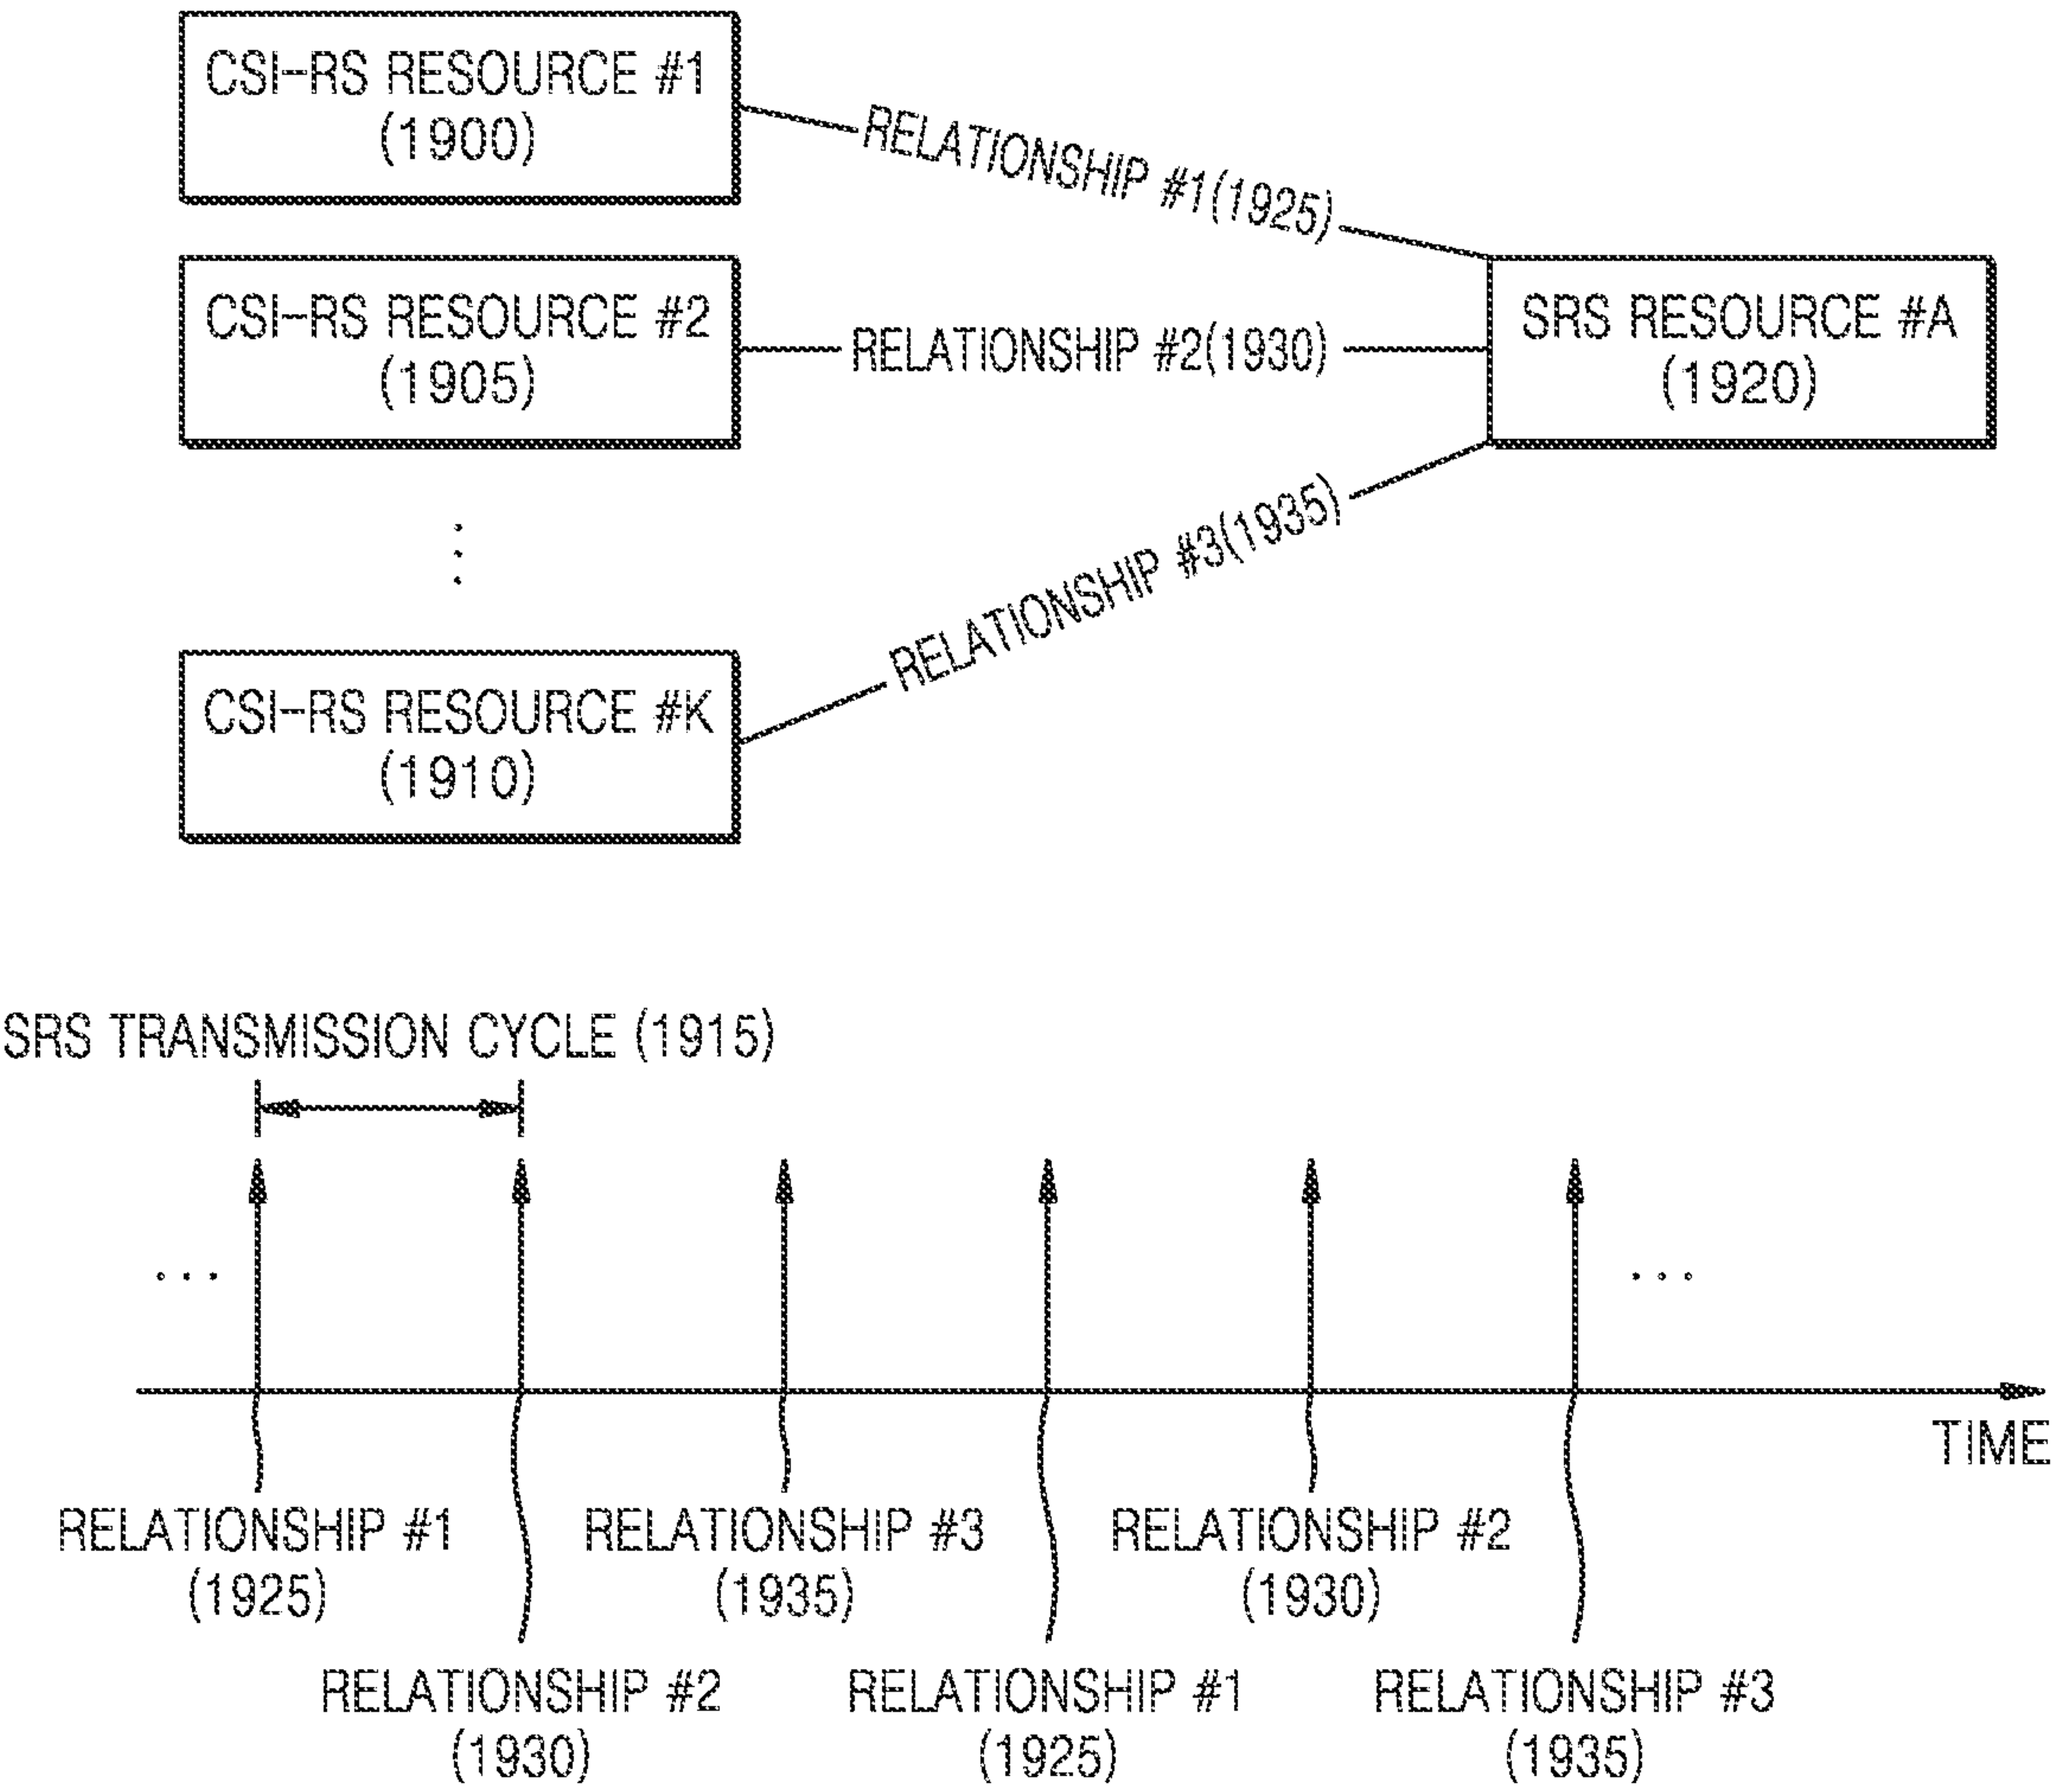 CSI-RS RESOURCE #1
(1900)
RELATIONSHIP #1(1925)
CSI-RS RESOURCE #2
(1905)
RELATIONSHIP #2(1930)
SRS RESOURCE #A
(1920)
RELATIONSHIP #3(1935)
CSI-RS RESOURCE #K
(1910)
SRS TRANSMISSION CYCLE (1915)
TIME
RELATIONSHIP #1
(1925)
RELATIONSHIP #3
(1935)
RELATIONSHIP #2
(1930)
RELATIONSHIP #2
(1930)
RELATIONSHIP #1
(1925)
RELATIONSHIP #3
(1935)